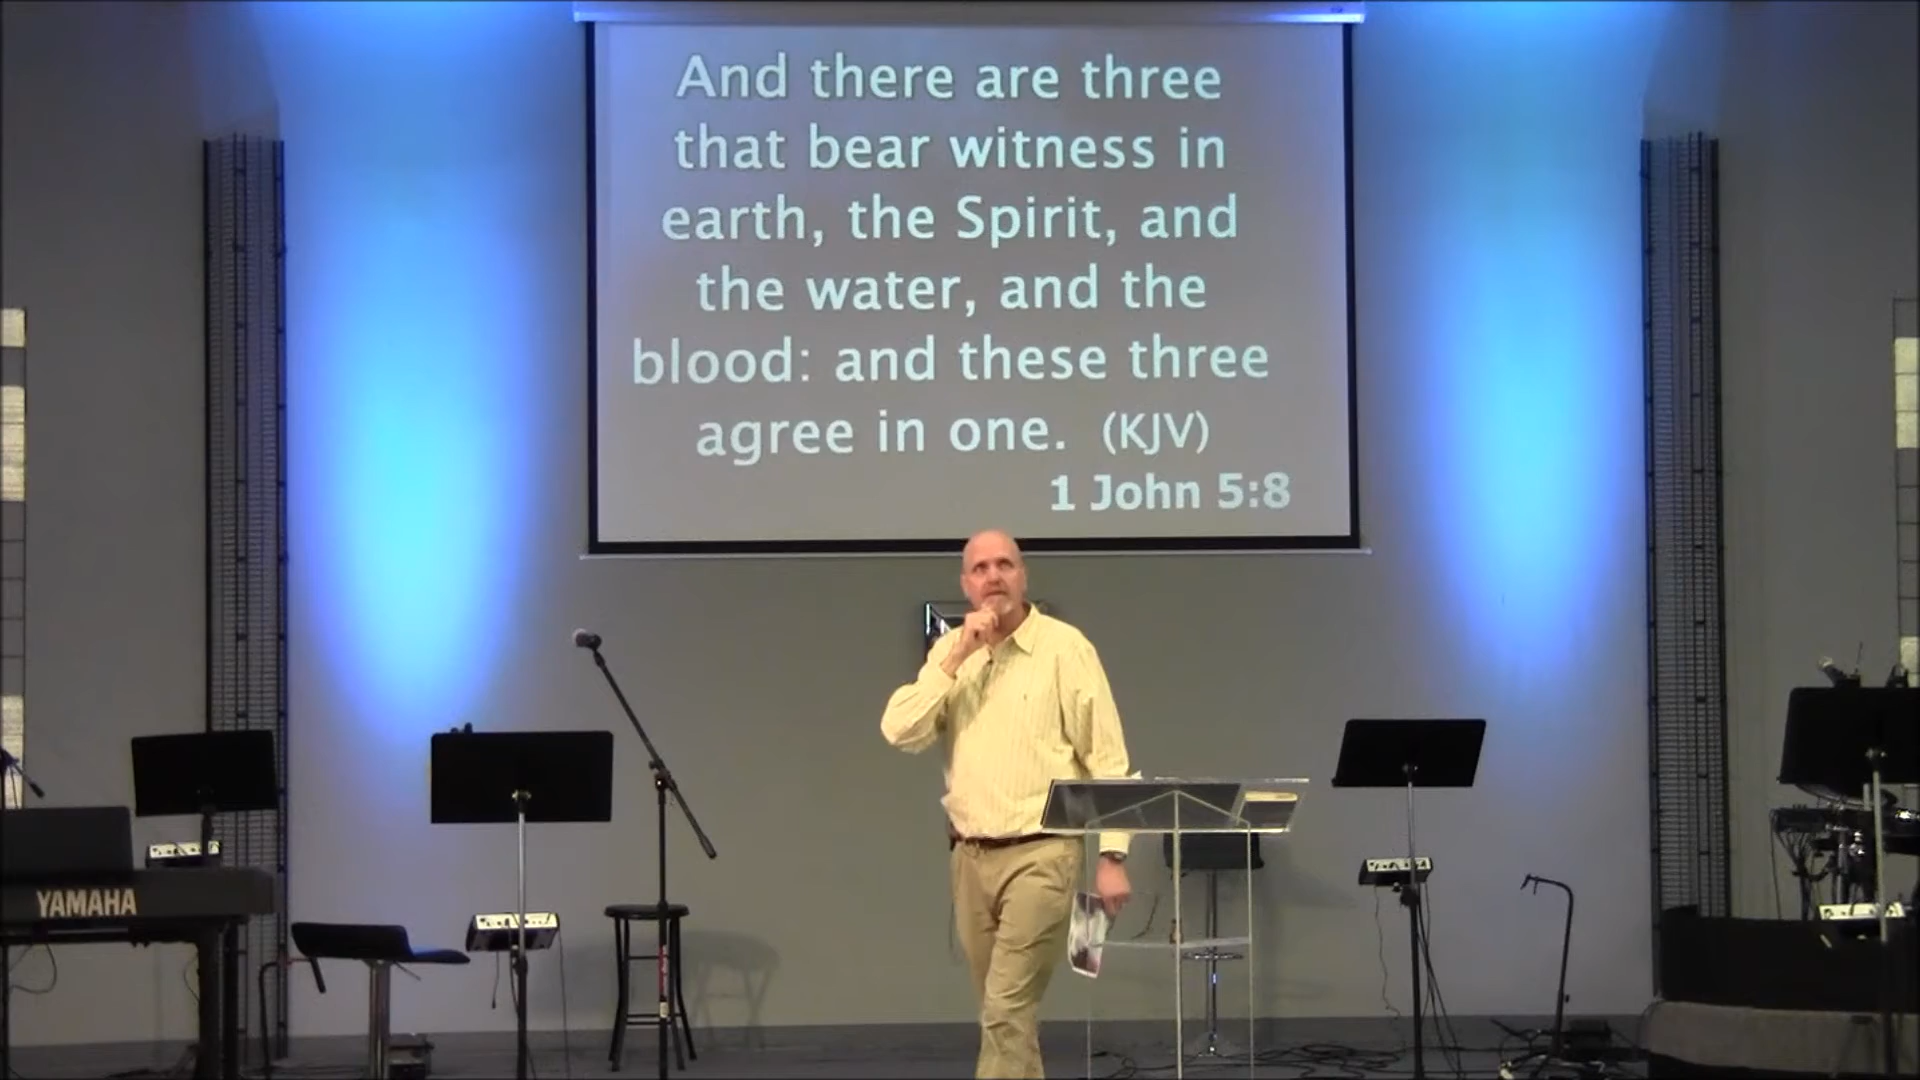 And there are three
that bear witness in
earth, the Spirit, and
the water, and the
blood: and these three
agree in one. (KJV)
1 John 5:8
YAMAHA